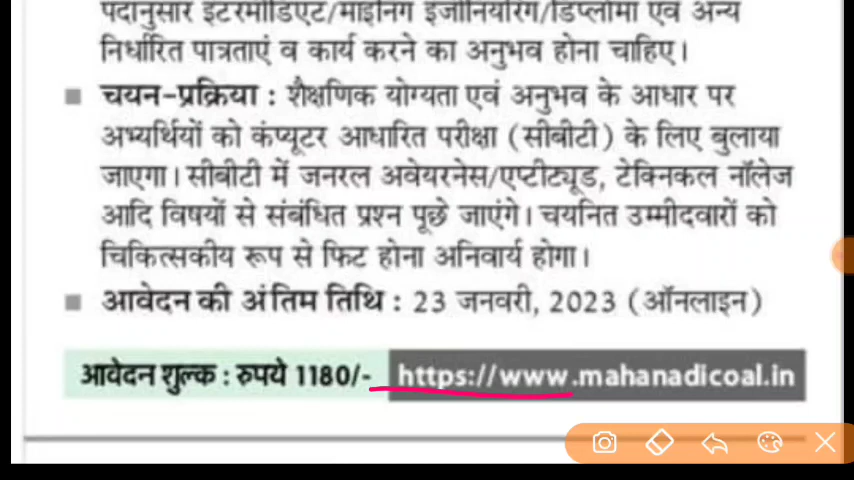 पदानुसार इंटरमीडिएट/माइनिंग इंजीनियरिंग/डिप्लोमा एवं अन्य
निर्धारित पात्रताएं व कार्य करने का अनुभव होना चाहिए।
चयन-प्रक्रिया : शैक्षणिक योग्यता एवं अनुभव के आधार पर
अभ्यर्थियों को कंप्यूटर आधारित परीक्षा (सीबीटी) के लिए बुलाया
जाएगा। सीबीटी में जनरल अवेयरनेस/एप्टीट्यूड, टेक्निकल नॉलेज
आदि विषयों से संबंधित प्रश्न पूछे जाएंगे। चयनित उम्मीदवारों को
चिकित्सकीय रूप से फिट होना अनिवार्य होगा।
आवेदन की अंतिम तिथि : 23 जनवरी, 2023 (ऑनलाइन)
आवेदन शुल्क : रुपये 1180/- https://www.mahanadicoal.in